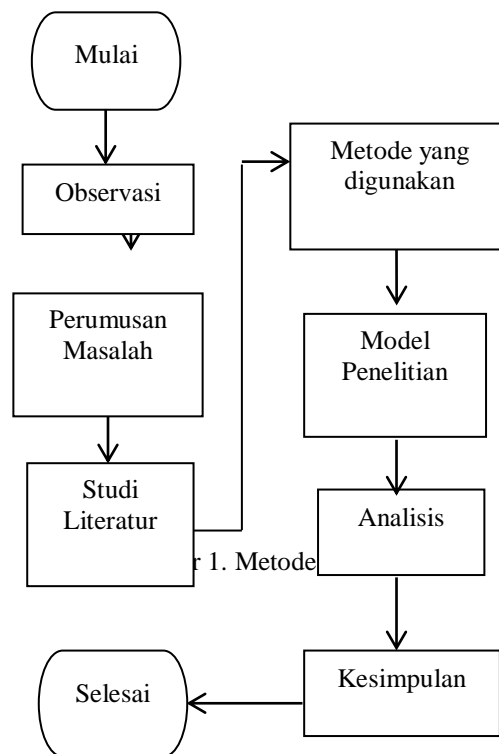 Mulai
Observasi
Perumusan
Masalah
Studi
Literatur
Metode yang
digunakan
Model
Penelitian
Analisis
Kesimpulan
Selesai
r 1. Metode